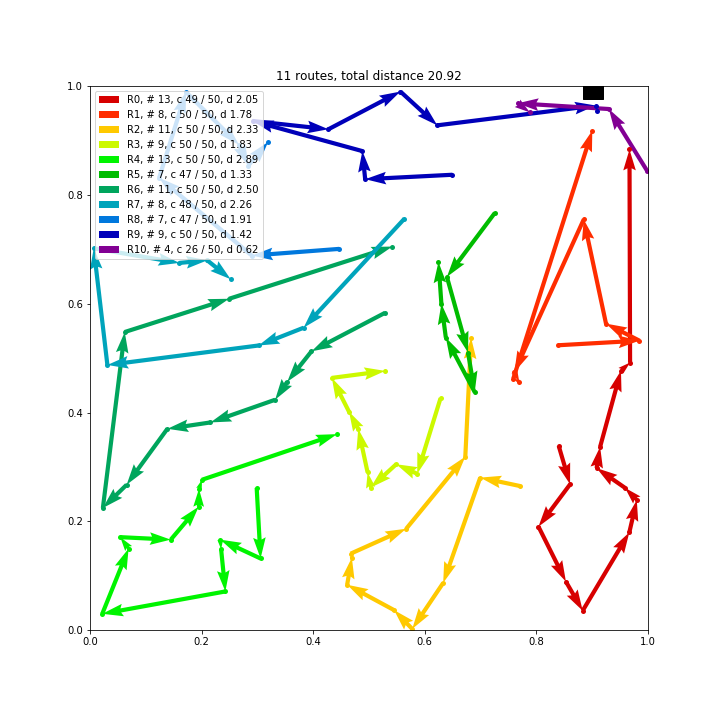 11 routes, total distance 20.92
R0, # 13, c 49 / 50, d 2.05
R1, # 8, c 50 / 50, d 1.78
R2, # 11, c 50 / 50, d 2.33
R3, # 9, c 50 / 50, d 1.83
R4, # 13, c 50 / 50, d 2.89
R5, # 7, c 47 / 50, d 1.33
R6, # 11, c 50 / 50, d 2.50
R7, # 8, c 48 / 50, d 2.26
R8, # 7, c 47 / 50, d 1.91
R9, # 9, c 50 / 50, d 1.42
R10, # 4, c 26 / 50, d 0.62
1.0
0.8
0.6
0.4
0.2
0.0
0.0 0.2 0.4 0.6 0.8 1.0